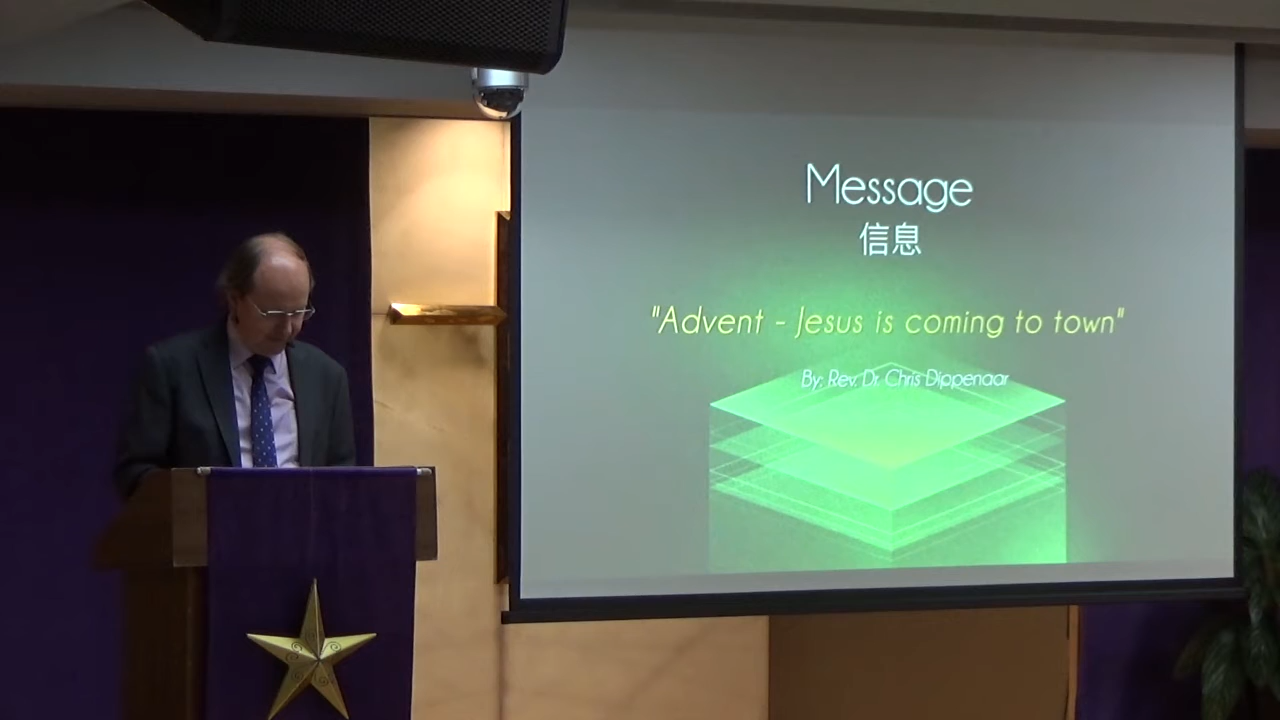 Message
信息
"Advent - Jesus is coming to town"
By: Rev. Dr. Chris Dippenaar